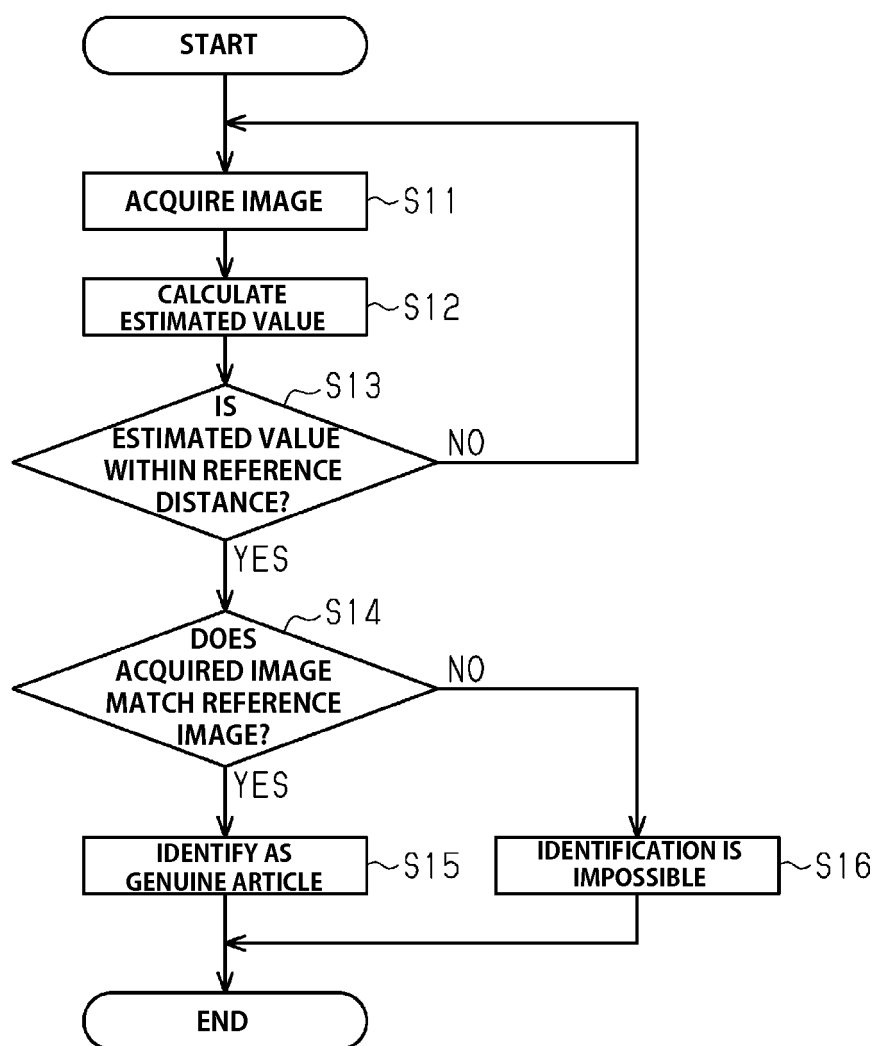 START
ACQUIRE IMAGE
S11
CALCULATE
ESTIMATED VALUE
S12
S13
IS
ESTIMATED VALUE
WITHIN REFERENCE
DISTANCE?
NO
YES
S14
DOES
ACQUIRED IMAGE
MATCH REFERENCE
IMAGE?
NO
YES
IDENTIFY AS
GENUINE ARTICLE
S15
IDENTIFICATION IS
IMPOSSIBLE
S16
END